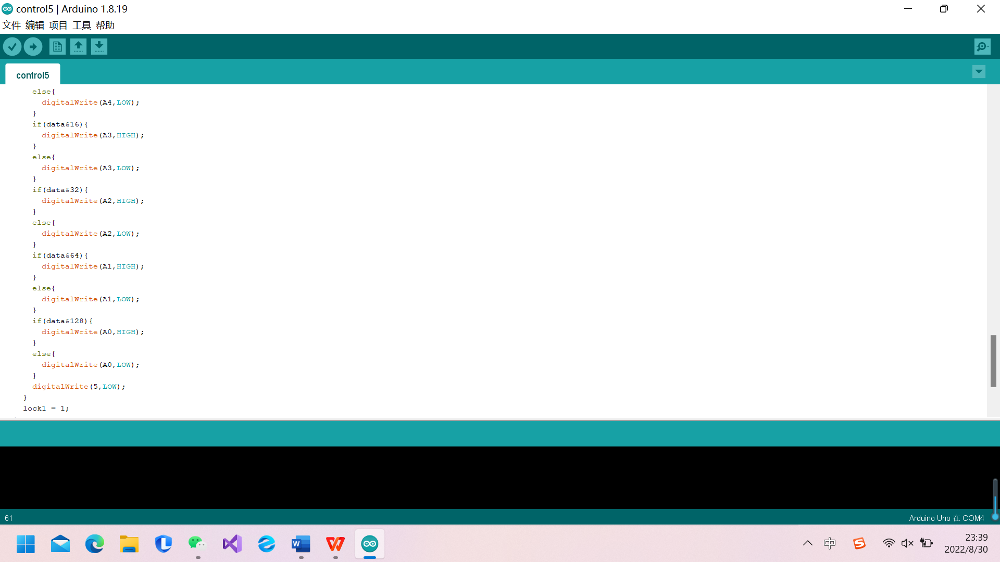 control5 | Arduino 1.8.19
文件 编辑 项目 工具 帮助
control5
else{
digitalWrite(A4,LOW);
}
if(data&16){
digitalWrite(A3,HIGH);
}
else{
digitalWrite(A3,LOW);
}
if(data&32){
digitalWrite(A2,HIGH);
}
else{
digitalWrite(A2,LOW);
}
if(data&64){
digitalWrite(A1,HIGH);
}
else{
digitalWrite(A1,LOW);
}
if(data&128){
digitalWrite(A0,HIGH);
}
else{
digitalWrite(A0,LOW);
}
digitalWrite(5,LOW);
}
lock1 = 1;
61
Arduino Uno 在 COM4
中
23:39
2022/8/30